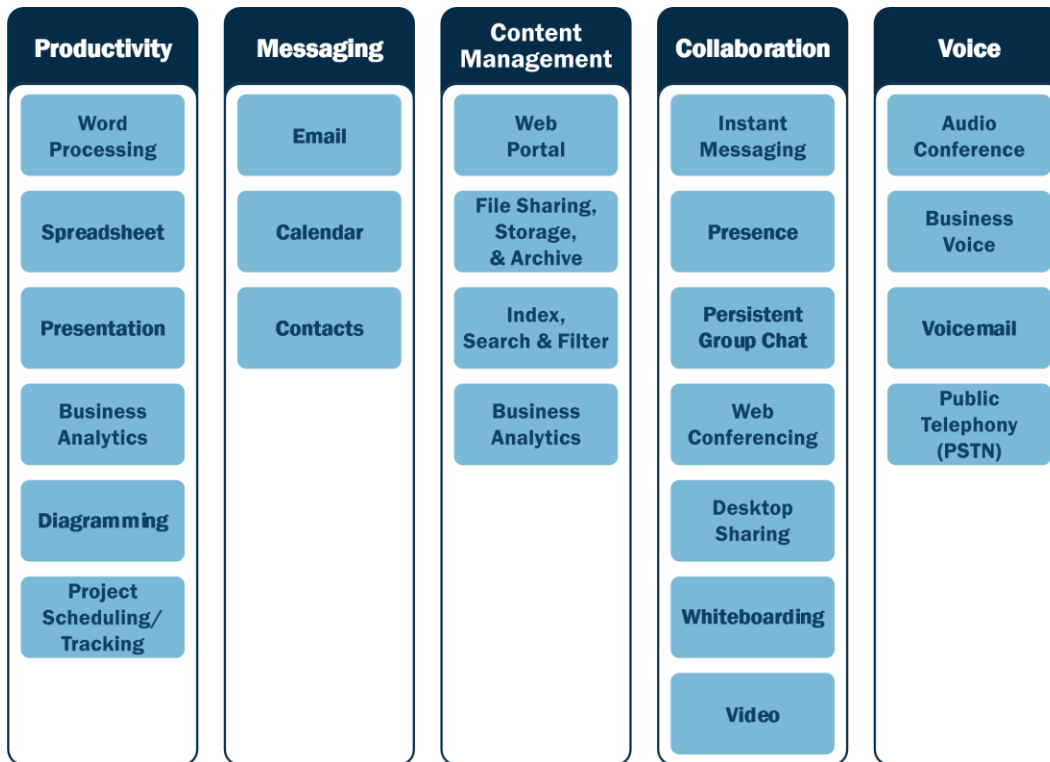 Productivity
Word
Processing
Spreadsheet
Presentation
Business
Analytics
Diagramming
Project
Scheduling/
Tracking
Messaging
Email
Calendar
Contacts
Content
Management
Web
Portal
File Sharing,
Storage,
& Archive
Index,
Search & Filter
Business
Analytics
Collaboration
Instant
Messaging
Presence
Persistent
Group Chat
Web
Conferencing
Desktop
Sharing
Whiteboarding
Video
Voice
Audio
Conference
Business
Voice
Voicemail
Public
Telephony
(PSTN)